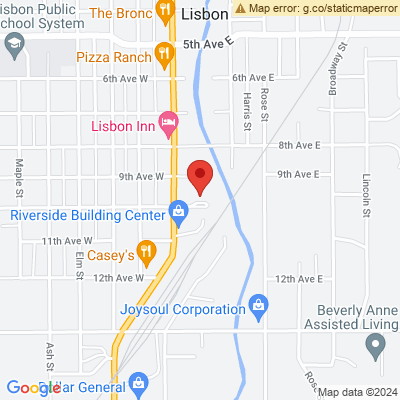 Map error: g.co/staticmaperror
isbon Public
chool System
The Bronc
Lisbon
5th Ave E
Pizza Ranch
6th Ave W
6th Ave E
Broadway St
Harris St
Rose St
Lisbon Inn
8th Ave E
Maple St
9th Ave W
9th Ave E
Lincoln St
Riverside Building Center
11th Ave W
Casey's
Elm St
12th Ave W
12th Ave E
Joysoul Corporation
Beverly Anne
Assisted Living
Ash St
Google
Dollar General
Ros
Map data ©2024